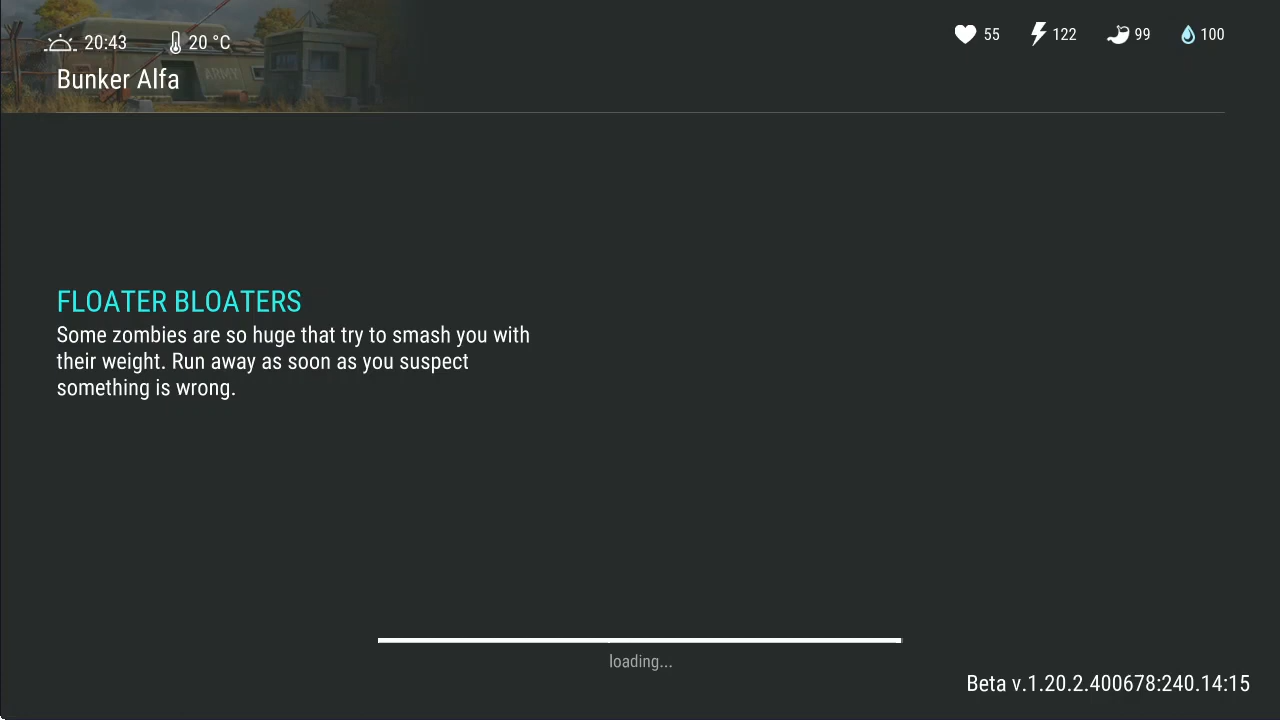 20:43
20 °C
55
122
99
100
Bunker Alfa
FLOATER BLOATERS
Some zombies are so huge that try to smash you with
their weight. Run away as soon as you suspect
something is wrong.
loading...
Beta v.1.20.2.400678:240.14:15